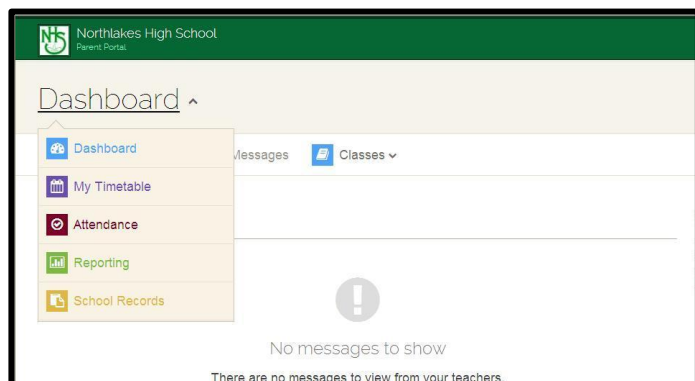 NHS
Northlakes High School
Parent Portal
Dashboard
Dashboard
Messages
Classes
My Timetable
Attendance
Reporting
School Records
No messages to show
There are no messages to view from your teachers